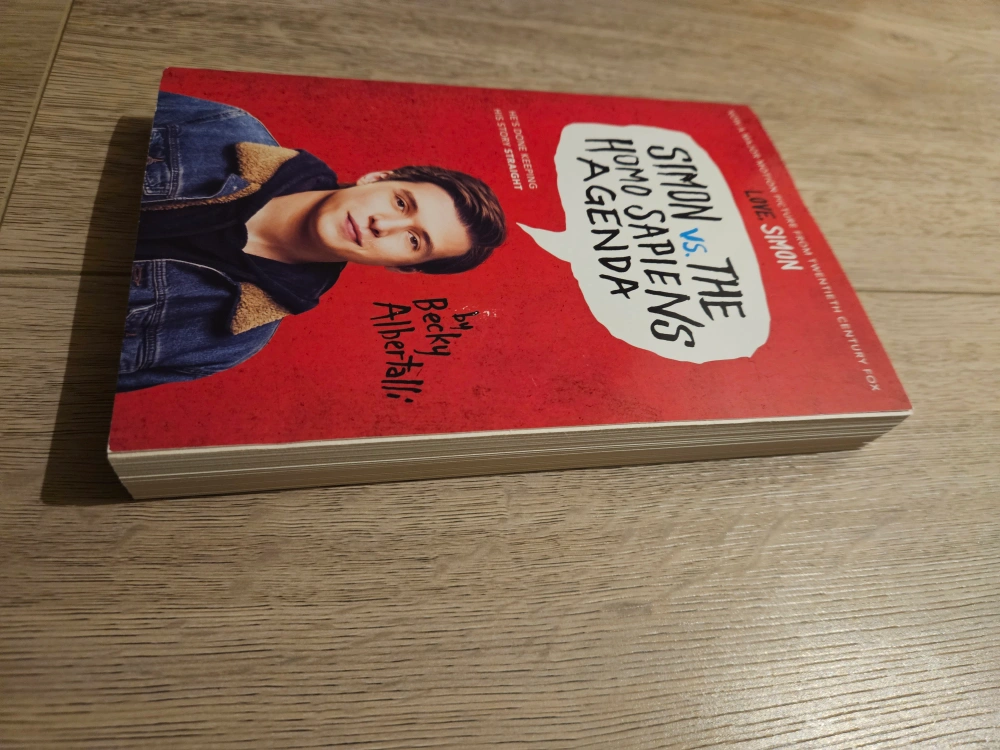 NOW A MAJOR MOTION PICTURE FROM TWENTIETH CENTURY FOX
LOVE, SIMON
SIMON VS. THE
HOMO SAPIENS
AGENDA
HE'S DONE KEEPING
HIS STORY STRAIGHT
by
Becky
Albertalli